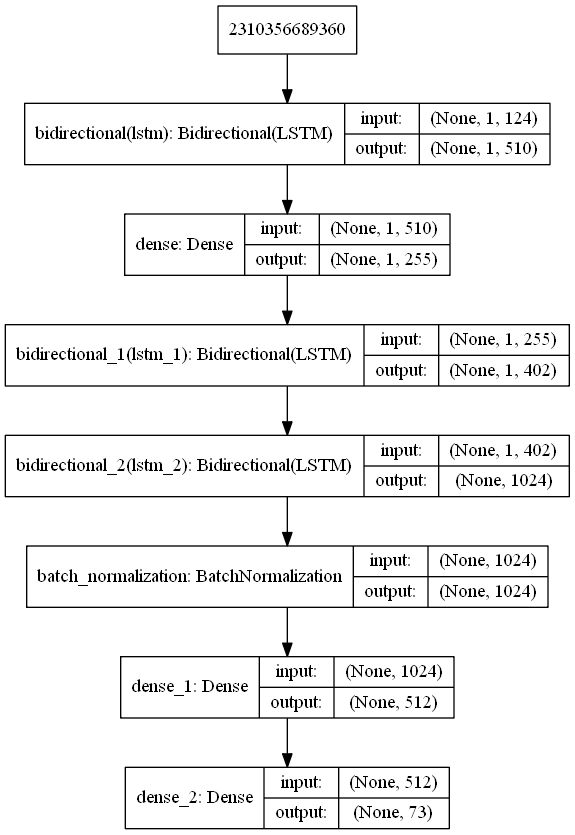 2310356689360
bidirectional(lstm): Bidirectional(LSTM)
input: (None, 1, 124)
output: (None, 1, 510)
dense: Dense
input: (None, 1, 510)
output: (None, 1, 255)
bidirectional_1(lstm_1): Bidirectional(LSTM)
input: (None, 1, 255)
output: (None, 1, 402)
bidirectional_2(lstm_2): Bidirectional(LSTM)
input: (None, 1, 402)
output: (None, 1024)
batch_normalization: BatchNormalization
input: (None, 1024)
output: (None, 1024)
dense_1: Dense
input: (None, 1024)
output: (None, 512)
dense_2: Dense
input: (None, 512)
output: (None, 73)